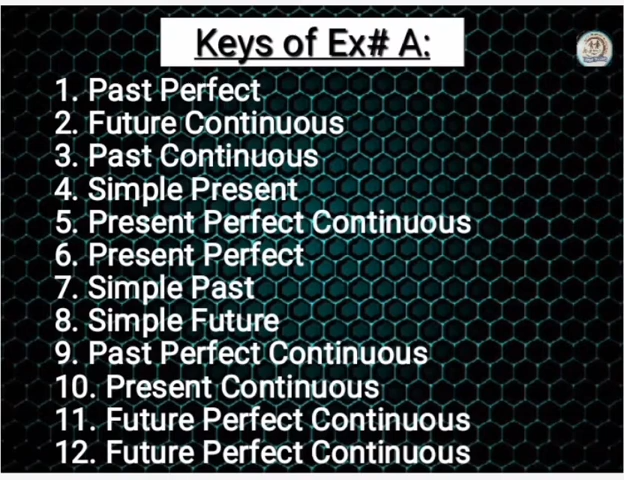 Keys of Ex# A:
1. Past Perfect
2. Future Continuous
3. Past Continuous
4. Simple Present
5. Present Perfect Continuous
6. Present Perfect
7. Simple Past
8. Simple Future
9. Past Perfect Continuous
10. Present Continuous
11. Future Perfect Continuous
12. Future Perfect Continuous